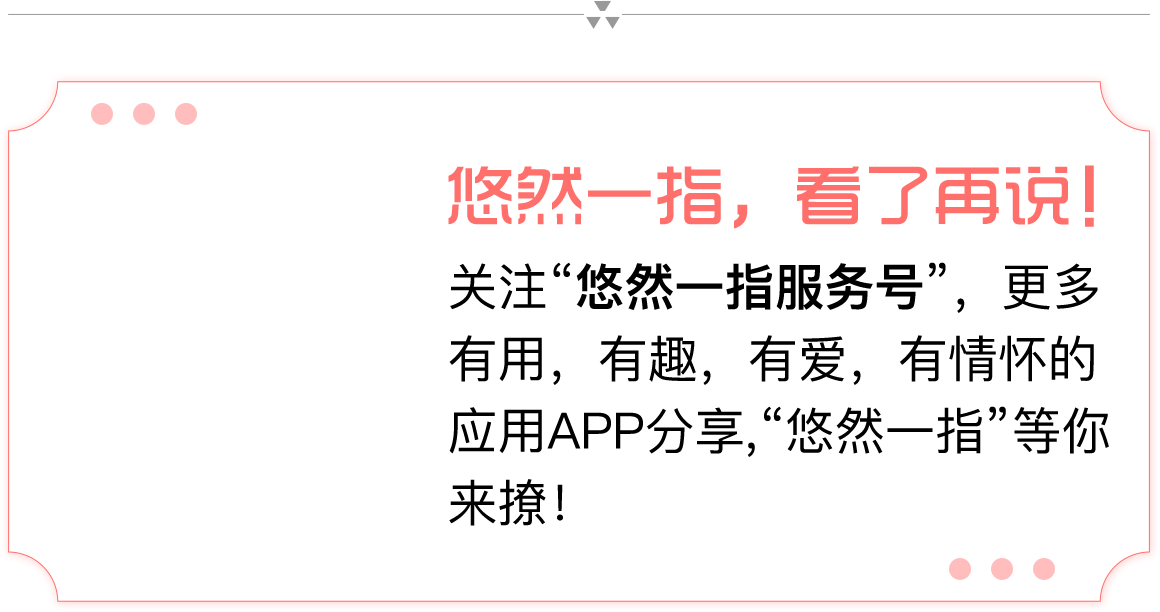 悠然一指，看了再说！
关注“悠然一指服务号”，更多
有用，有趣，有爱，有情怀的
应用APP分享,“悠然一指”等你
来撩！